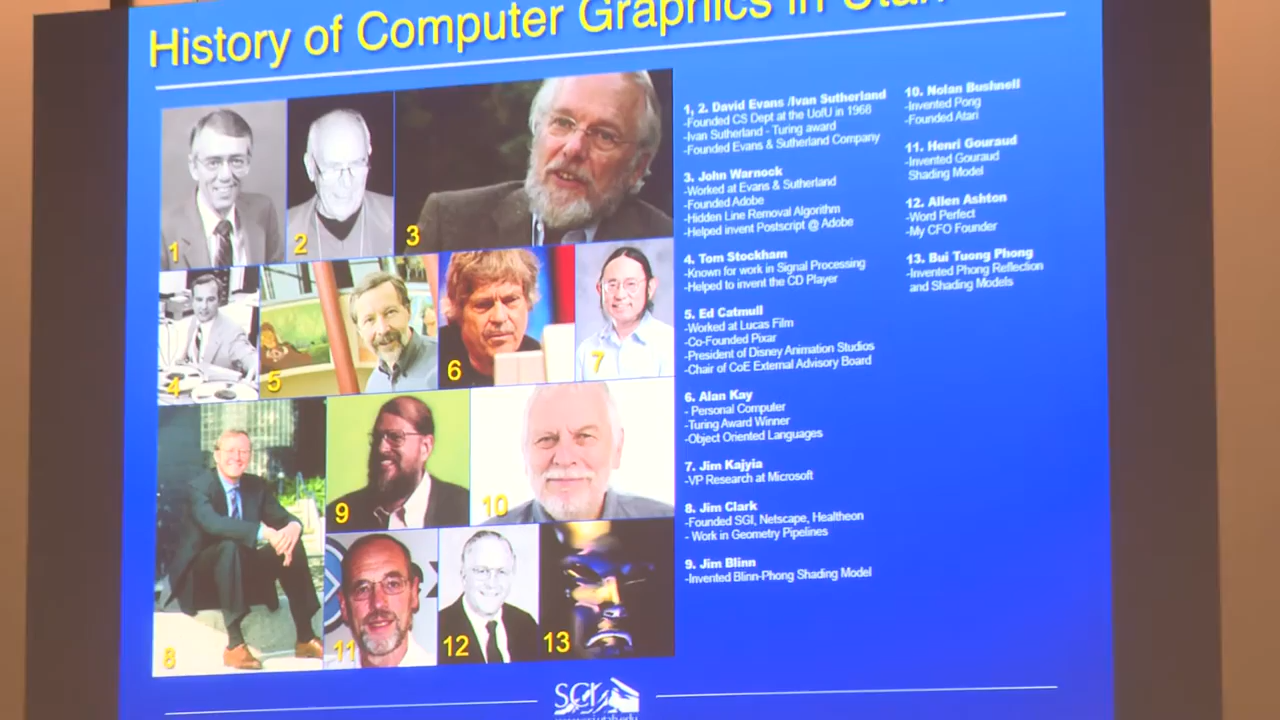 History of Computer Graphics in Utah
1
2
3
4
5
6
7
8
9
10
11
12
13
1, 2. David Evans /Ivan Sutherland
-Founded CS Dept at the UofU in 1968
-Ivan Sutherland - Turing award
-Founded Evans & Sutherland Company
3. John Warnock
-Worked at Evans & Sutherland
-Founded Adobe
-Hidden Line Removal Algorithm
-Helped invent Postscript @ Adobe
4. Tom Stockham
-Known for work in Signal Processing
-Helped to invent the CD Player
5. Ed Catmull
-Worked at Lucas Film
-Co-Founded Pixar
-President of Disney Animation Studios
-Chair of CoE External Advisory Board
6. Alan Kay
- Personal Computer
-Turing Award Winner
-Object Oriented Languages
7. Jim Kajyia
-VP Research at Microsoft
8. Jim Clark
-Founded SGI, Netscape, Healtheon
- Work in Geometry Pipelines
9. Jim Blinn
-Invented Blinn-Phong Shading Model
10. Nolan Bushnell
-Invented Pong
-Founded Atari
11. Henri Gouraud
-Invented Gouraud
Shading Model
12. Allen Ashton
-Word Perfect
-My CFO Founder
13. Bui Tuong Phong
-Invented Phong Reflection
and Shading Models
SCI